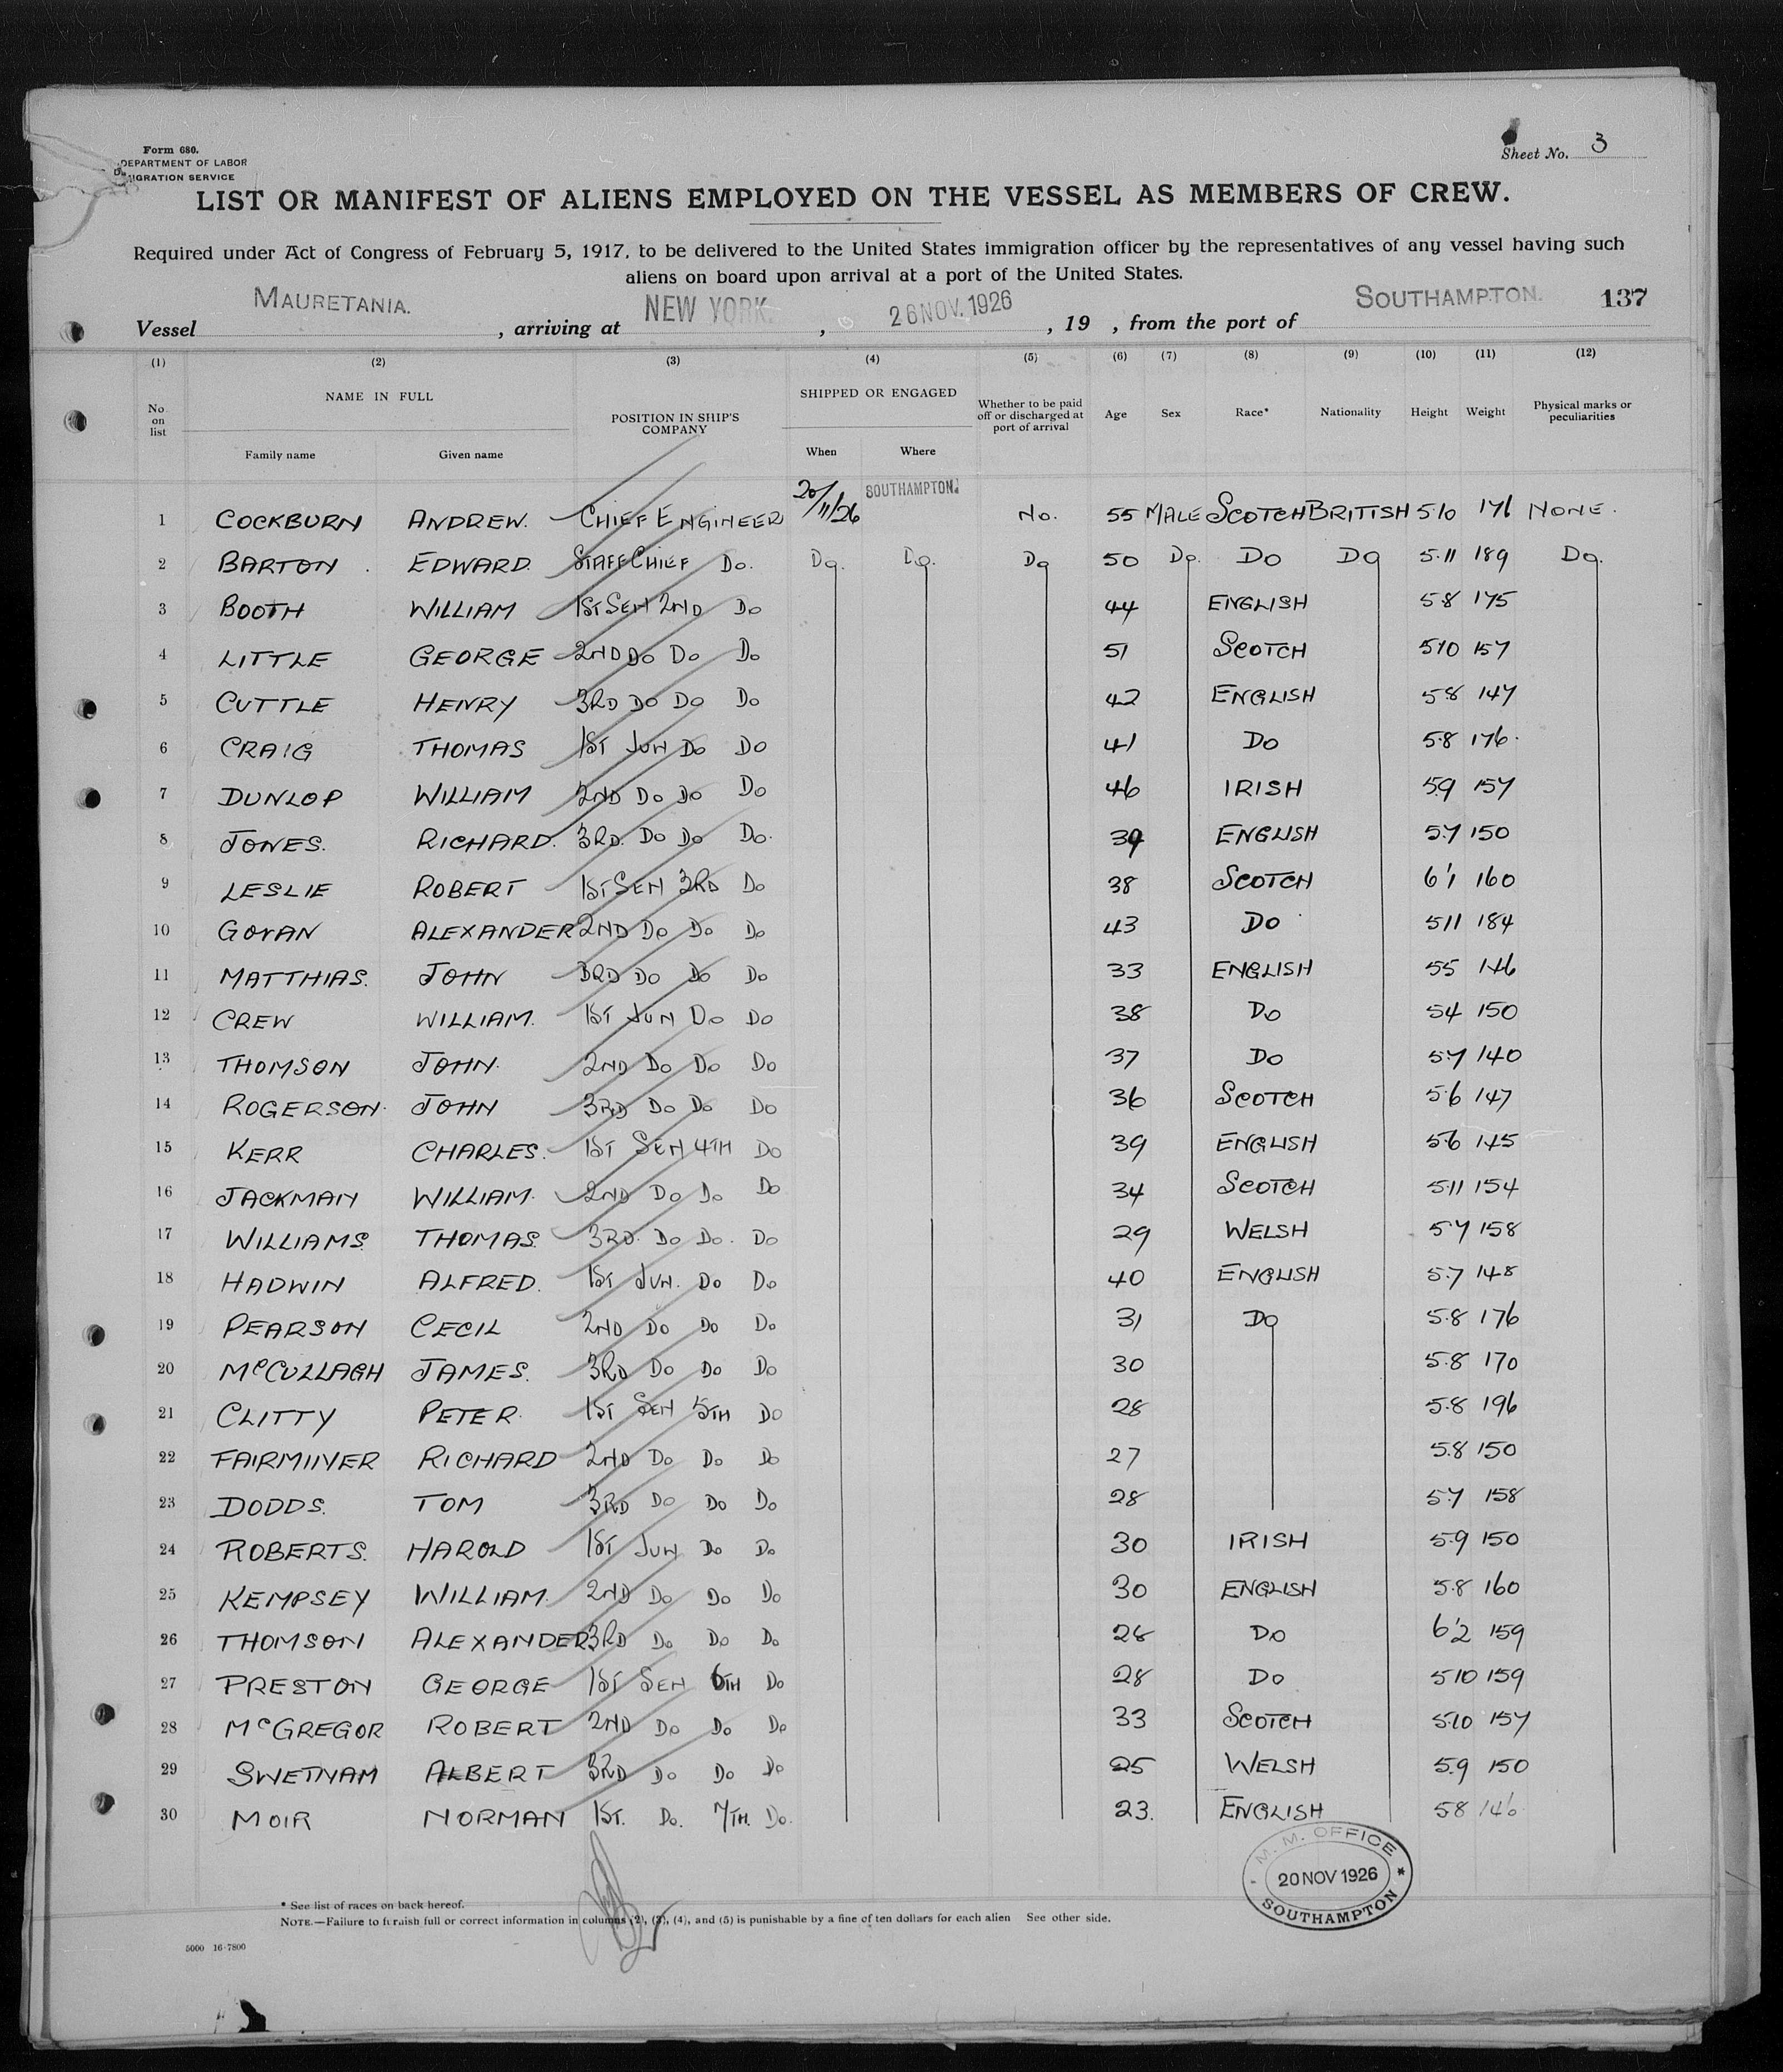 Form 680.
DEPARTMENT OF LABOR
IGRATION SERVICE
Sheet No. 3
LIST OR MANIFEST OF ALIENS EMPLOYED ON THE VESSEL AS MEMBERS OF CREW.
Required under Act of Congress of February 5, 1917, to be delivered to the United States immigration officer by the representatives of any vessel having such
aliens on board upon arrival at a port of the United States.
Vessel MAURETANIA. , arriving at NEW YORK. , 26 NOV. 1926 , 19 , from the port of SOUTHAMPTON. 137
(1) (2) (3) (4) (5) (6) (7) (8) (9) (10) (11) (12)
No on list NAME IN FULL POSITION IN SHIP'S COMPANY SHIPPED OR ENGAGED Whether to be paid off or discharged at port of arrival Age Sex Race* Nationality Height Weight Physical marks or peculiarities
Family name Given name When Where
1 COCKBURN ANDREW. CHIEF ENGINEER 20/11/26 SOUTHAMPTON. No. 55 MALE SCOTCH BRITISH 5.10 176 NONE.
2 BARTON. EDWARD. STAFF CHIEF Do. Do. Do. Do 50 Do. Do Do 5.11 189 Do.
3 BOOTH WILLIAM 1ST SEN 2ND Do 44 ENGLISH 5.8 175
4 LITTLE GEORGE 2ND Do Do Do 51 SCOTCH 5.10 157
5 CUTTLE HENRY 3RD Do Do Do 42 ENGLISH 5.8 147
6 CRAIG THOMAS 1ST JUN Do Do 41 Do 5.8 176.
7 DUNLOP WILLIAM 2ND Do Do Do 46 IRISH 5.9 157
8 JONES. RICHARD. 3RD. Do Do Do. 39 ENGLISH 5.7 150
9 LESLIE ROBERT 1ST SEN 3RD Do 38 SCOTCH 6'1 160
10 GOVAN ALEXANDER 2ND Do Do Do 43 Do 5.11 184
11 MATTHIAS. JOHN 3RD Do Do Do 33 ENGLISH 5.5 146
12 CREW WILLIAM. 1ST JUN Do Do 38 Do 5.4 150
13 THOMSON JOHN. 2ND Do Do Do 37 Do 5.7 140
14 ROGERSON. JOHN 3RD Do Do Do 36 SCOTCH 5.6 147
15 KERR CHARLES. 1ST SEN 4TH Do 39 ENGLISH 5.6 145
16 JACKMAN WILLIAM. 2ND Do Do Do 34 SCOTCH 5.11 154
17 WILLIAMS. THOMAS. 3RD. Do Do. Do 29 WELSH 5.7 158
18 HADWIN ALFRED. 1ST JUN. Do Do 40 ENGLISH 5.7 148
19 PEARSON CECIL 2ND Do Do Do 31 Do 5.8 176
20 McCULLAGH JAMES. 3RD Do Do Do 30 5.8 170
21 CLITTY PETER. 1ST SEN 5TH Do 28 5.8 196
22 RICHARD 2ND Do Do Do 27 5.8 150
23 DODDS. TOM 3RD Do Do Do 28 5.7 158
24 ROBERTS. HAROLD 1ST JUN Do Do 30 IRISH 5.9 150
25 KEMPSEY WILLIAM. 2ND Do Do Do 30 ENGLISH 5.8 160
26 THOMSON ALEXANDER 3RD Do Do Do 28 Do 6'2 159
27 PRESTON GEORGE 1ST SEN 6TH Do 28 Do 5.10 159
28 McGREGOR ROBERT 2ND Do Do Do 33 SCOTCH 5.10 157
29 SWETNAM ALBERT 3RD Do Do Do 25 WELSH 5.9 150
30 MOIR NORMAN 1ST. Do. 7TH. Do. 23. ENGLISH 5.8 146
M. M. OFFICE
20 NOV 1926
SOUTHAMPTON
* See list of races on back hereof.
NOTE.—Failure to furnish full or correct information in columns (2), (3), (4), and (5) is punishable by a fine of ten dollars for each alien See other side.
5000 16-7800